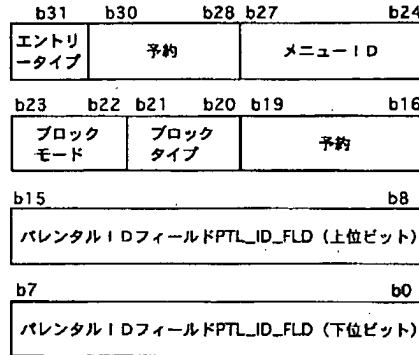 b31 b30 b28 b27 b24
エントリ
ータイプ
予約
メニューID
b23 b22 b21 b20 b19 b16
ブロック
モード
ブロック
タイプ
予約
b15 b8
パレンタルIDフィールドPTL_ID_FLD（上位ビット）
b7 b0
パレンタルIDフィールドPTL_ID_FLD（下位ビット）